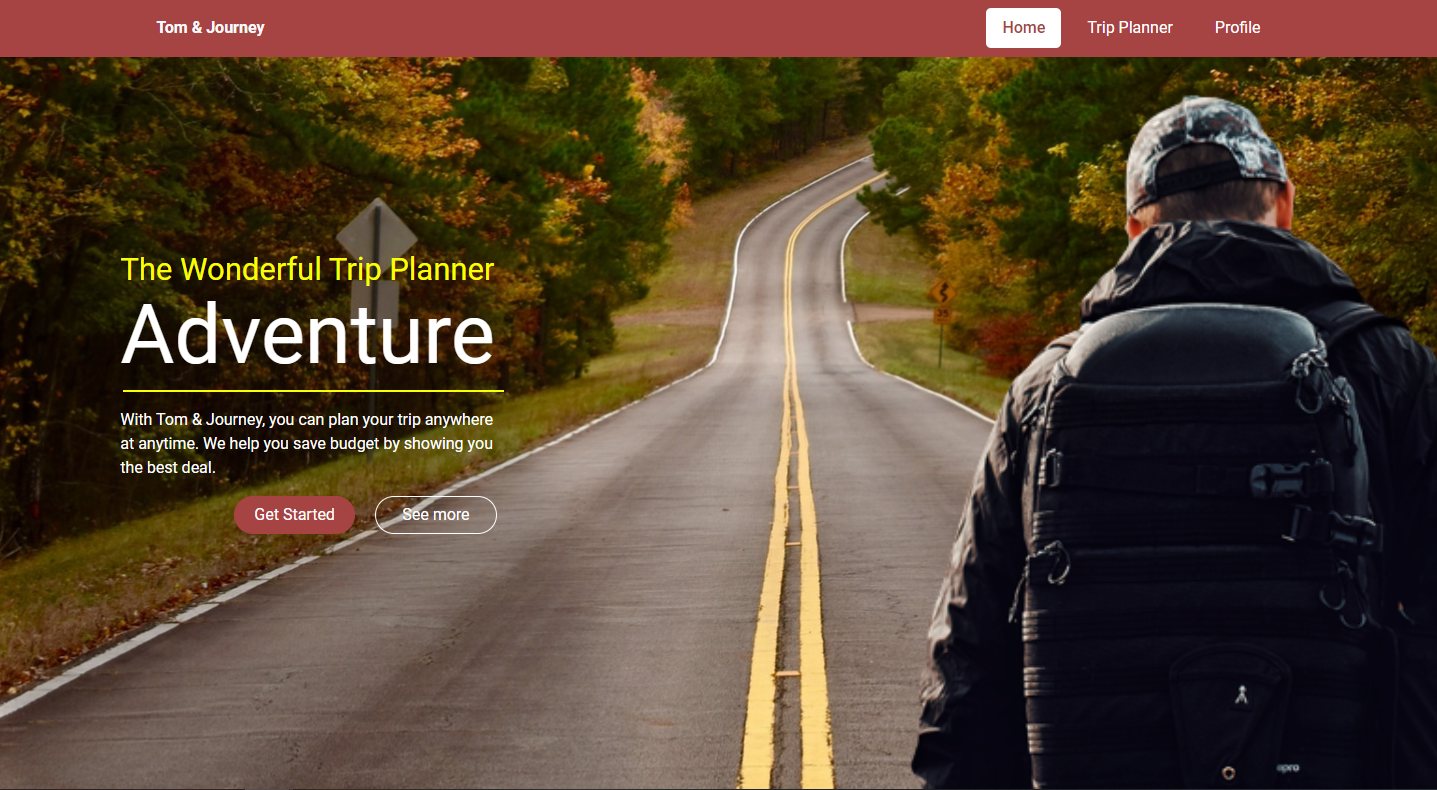 Tom & Journey
Home
Trip Planner
Profile
The Wonderful Trip Planner
Adventure
With Tom & Journey, you can plan your trip anywhere
at anytime. We help you save budget by showing you
the best deal.
Get Started
See more
25